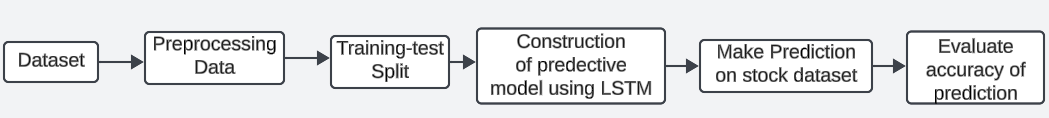 Dataset
Preprocessing
Data
Training-test
Split
Construction
of predective
model using LSTM
Make Prediction
on stock dataset
Evaluate
accuracy of
prediction